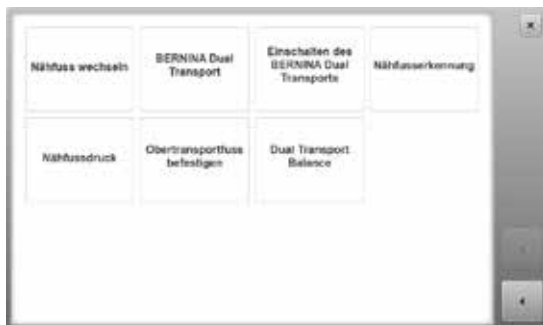 Nähfuss wechseln
BERNINA Dual
Transport
Einschalten des
BERNINA Dual
Transports
Nähfusserkennung
Nähfussdruck
Obertransportfuss
befestigen
Dual Transport
Balance